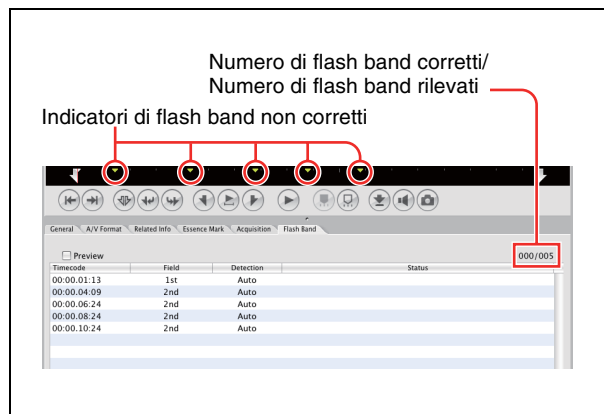 Numero di flash band corretti/
Numero di flash band rilevati
Indicatori di flash band non corretti
General A/V Format Related Info Essence Mark Acquisition Flash Band
Preview 000/005
Timecode Field Detection Status
00:00.01:13 1st Auto
00:00.04:09 2nd Auto
00:00.06:24 2nd Auto
00:00.08:24 2nd Auto
00:00.10:24 2nd Auto